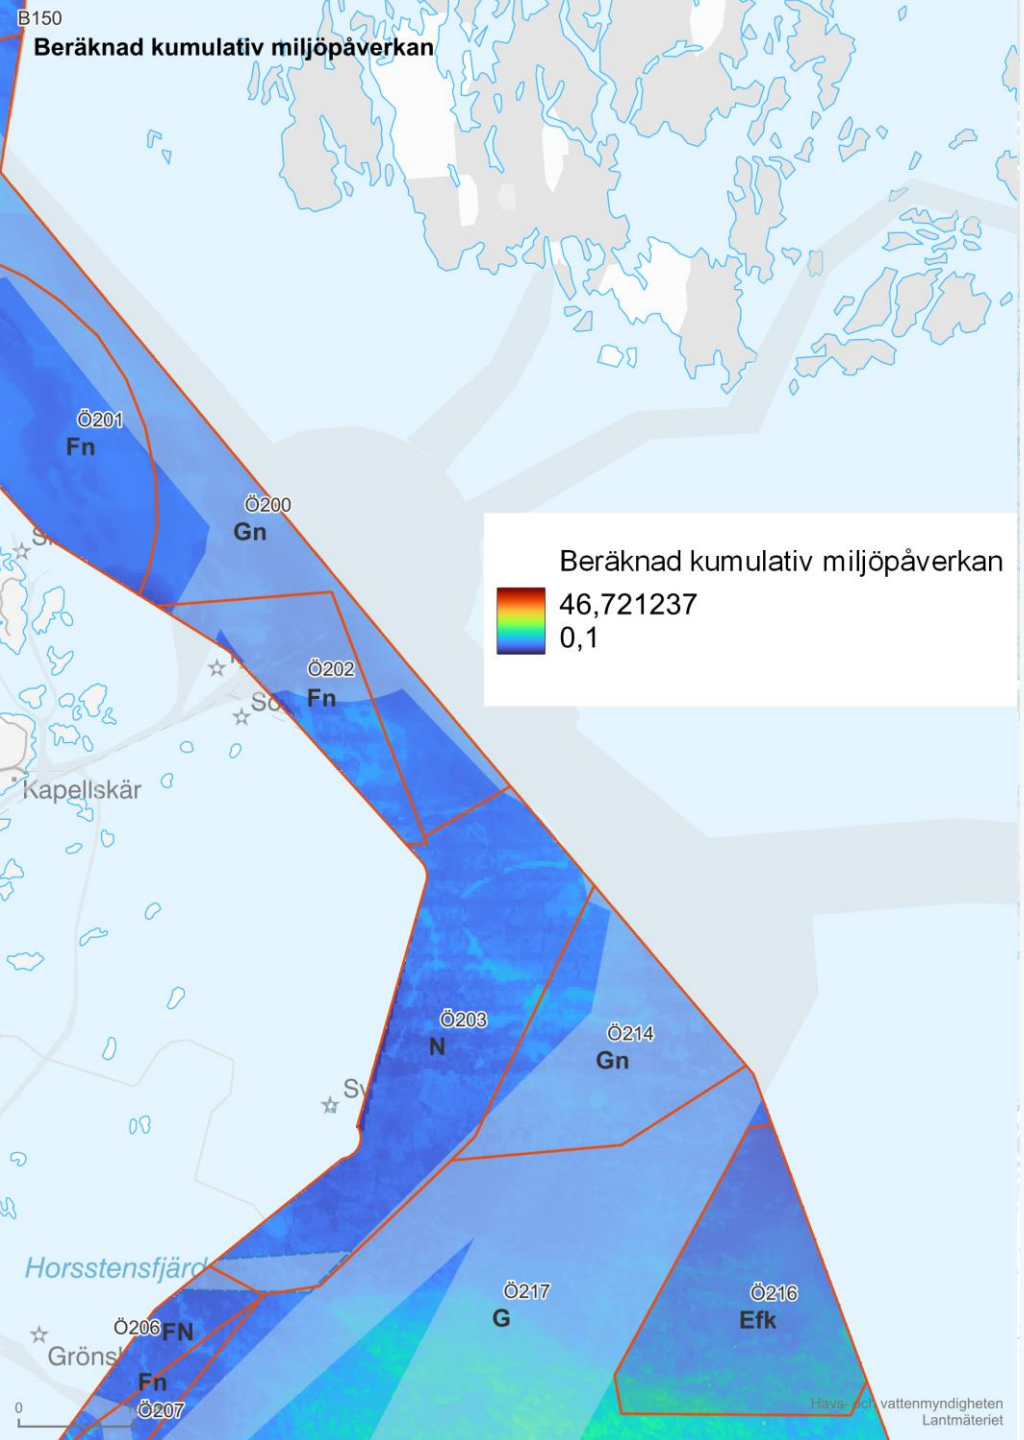 B150
Beräknad kumulativ miljöpåverkan
Ö201
Fn
Ö200
Gn
Beräknad kumulativ miljöpåverkan
46,721237
0,1
Ö202
Fn
Kapellskär
Ö203
N
Ö214
Gn
Horsstensfjärd
Ö217
G
Ö216
Efk
Ö206 FN
Fn
Ö207
0
Havs- och vattenmyndigheten
Lantmäteriet